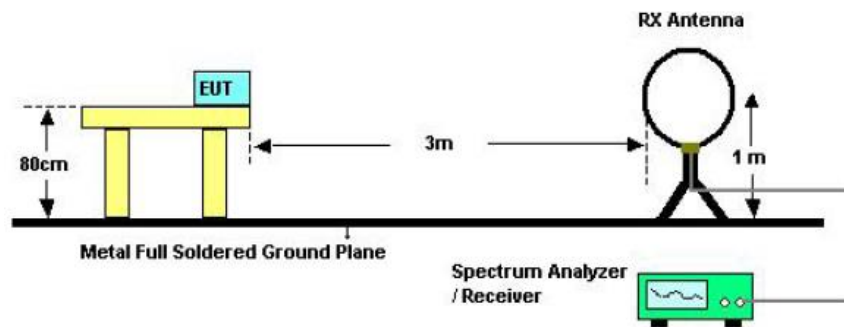 RX Antenna
EUT
80cm
3m
1 m
Metal Full Soldered Ground Plane
Spectrum Analyzer
/ Receiver